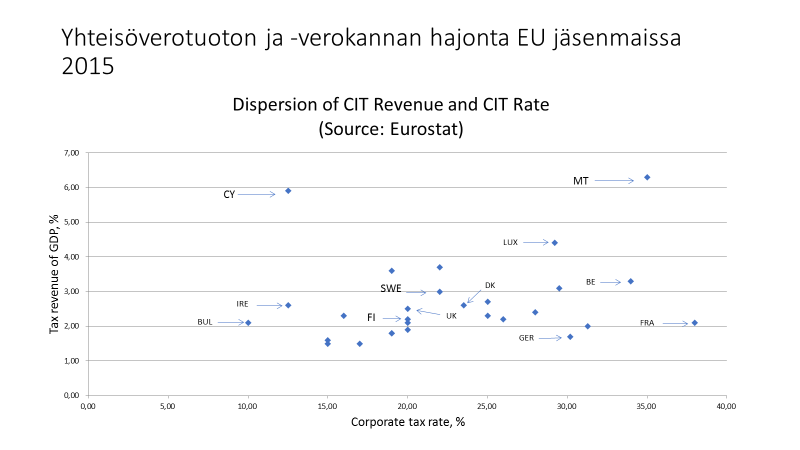 Yhteisöverotuoton ja -verokannan hajonta EU jäsenmaissa
2015
Dispersion of CIT Revenue and CIT Rate
(Source: Eurostat)
Tax revenue of GDP, %
7,00
6,00
5,00
4,00
3,00
2,00
1,00
0,00
CY
MT
LUX
BE
SWE
DK
IRE
BUL
FI
UK
GER
FRA
0,00 5,00 10,00 15,00 20,00 25,00 30,00 35,00 40,00
Corporate tax rate, %